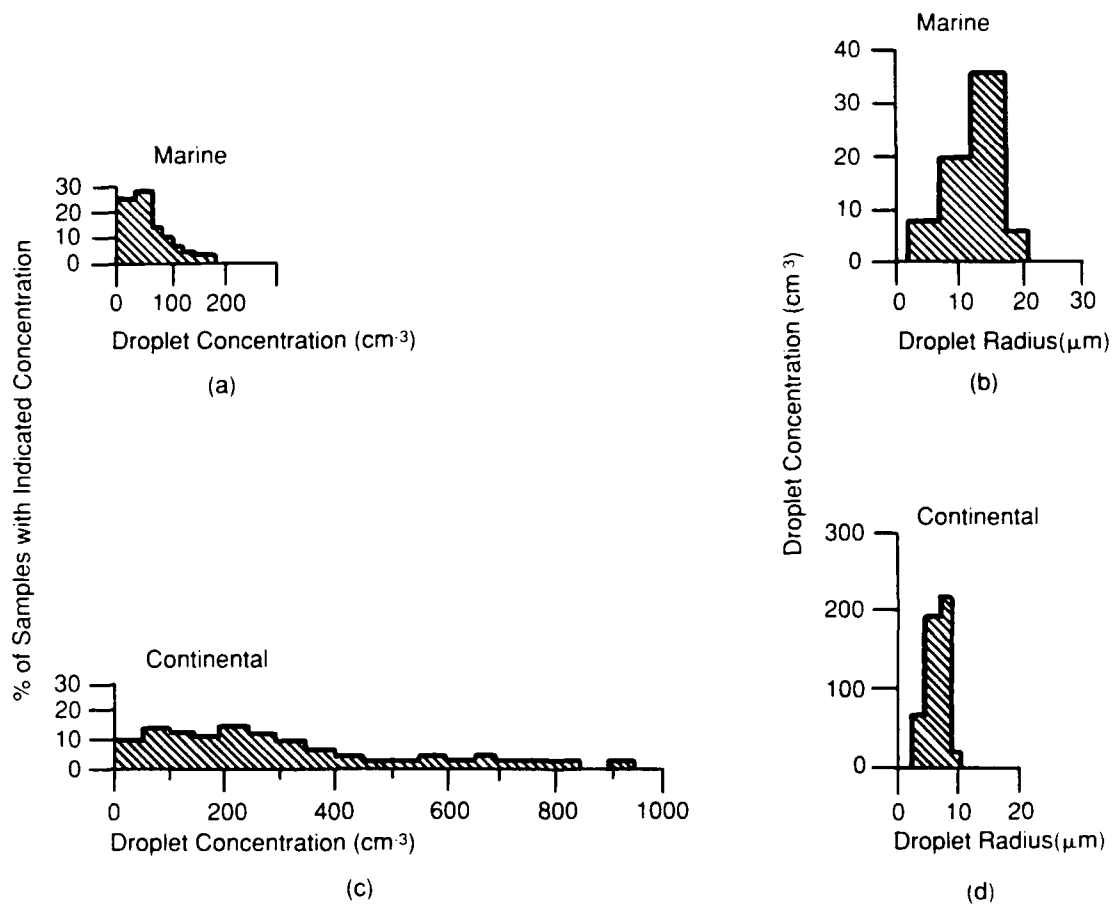 % of Samples with Indicated Concentration
Marine
30
20
10
0
0 100 200
Droplet Concentration (cm-3)
(a)
Droplet Concentration (cm-3)
Marine
40
30
20
10
0
0 10 20 30
Droplet Radius(μm)
(b)
Continental
30
20
10
0
0 200 400 600 800 1000
Droplet Concentration (cm-3)
(c)
Continental
300
200
100
0
0 10 20
Droplet Radius(μm)
(d)